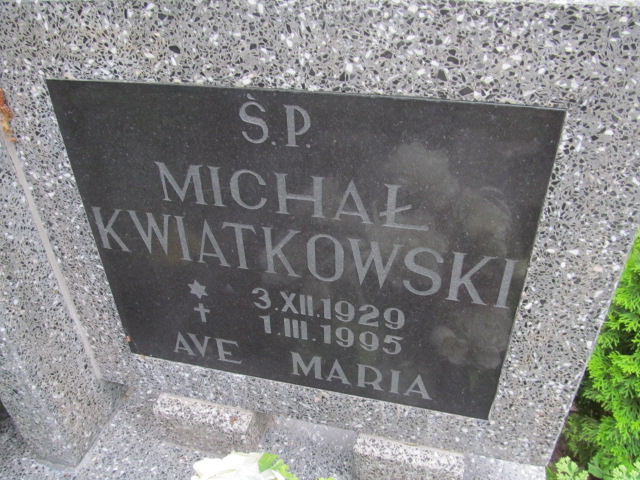 Ś.P.
MICHAŁ
KWIATKOWSKI
3.XII.1929
1.III.1995
AVE MARIA